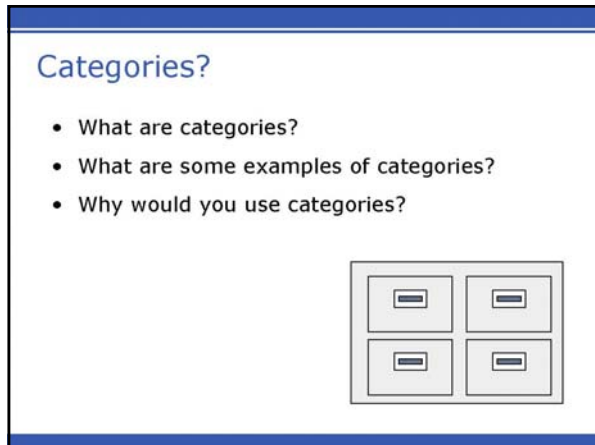 Categories?
• What are categories?
• What are some examples of categories?
• Why would you use categories?